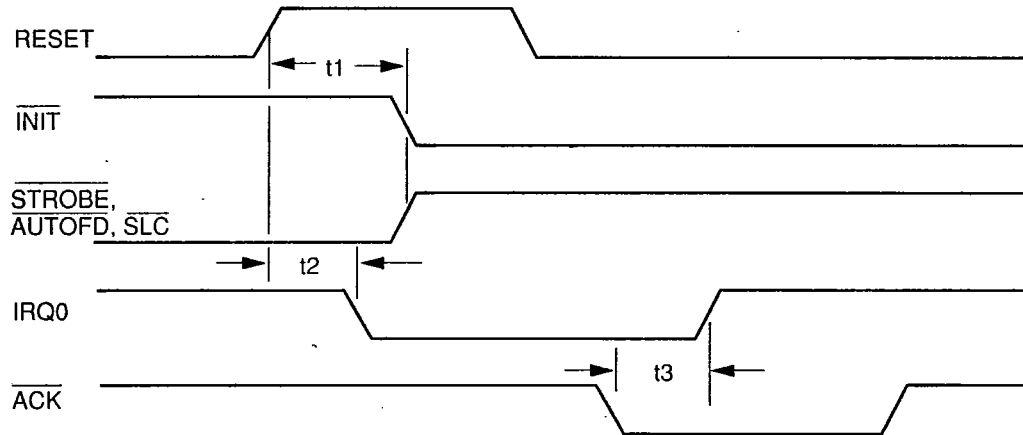 RESET
t1
INIT
STROBE,
AUTOFD, SLC
t2
IRQ0
t3
ACK